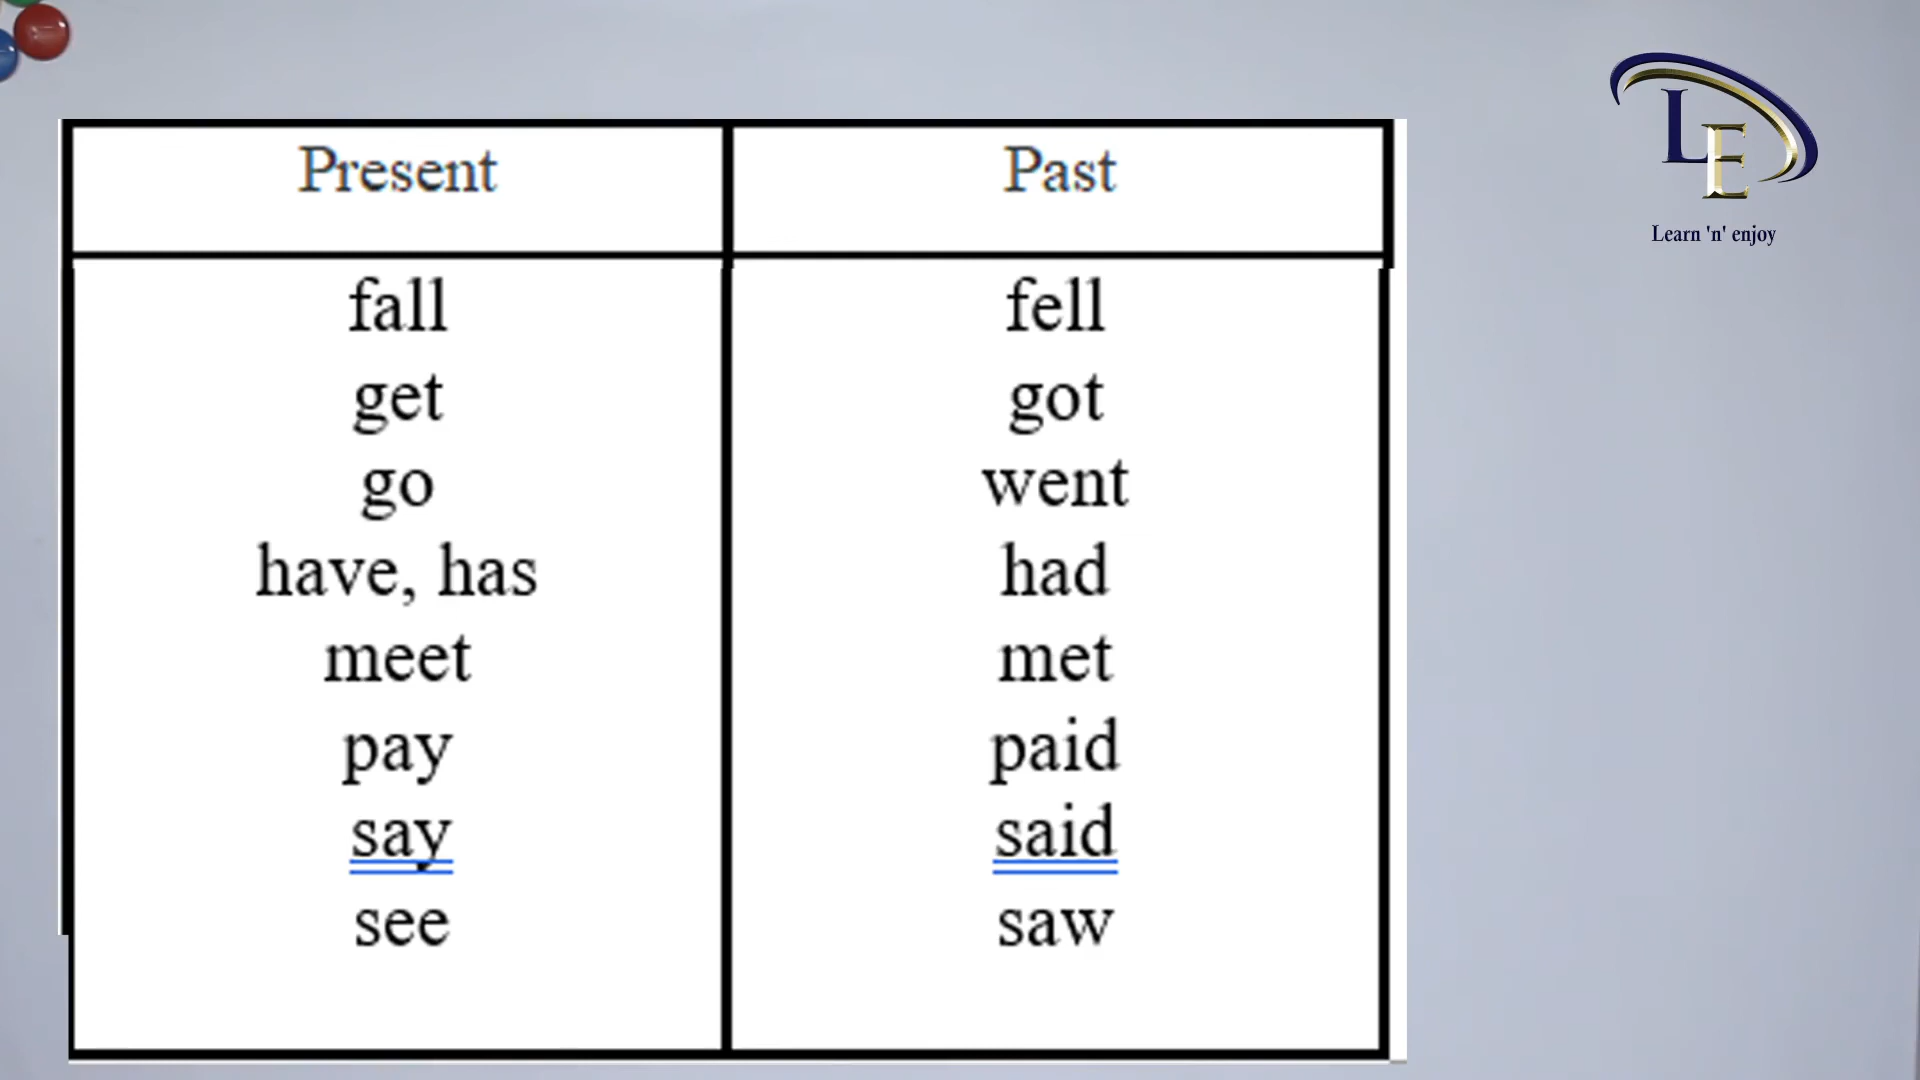 Present Past
fall fell
get got
go went
have, has had
meet met
pay paid
say said
see saw
LE
Learn 'n' enjoy